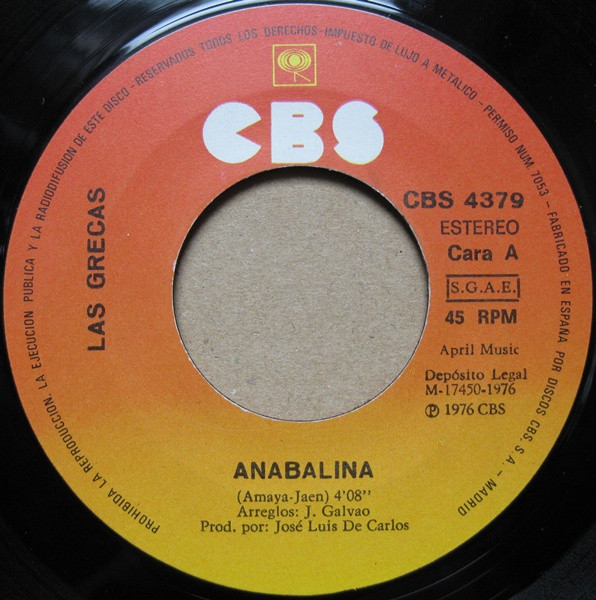 PROHIBIDA LA REPRODUCCION, LA EJECUCION PUBLICA Y LA RADIODIFUSION DE ESTE DISCO - RESERVADOS TODOS LOS DERECHOS - IMPUESTO DE LUJO A METALICO - PERMISO NUM. 7053 - FABRICADO EN ESPAÑA POR DISCOS CBS, S.A. - MADRID
CBS
LAS GRECAS
CBS 4379
ESTEREO
Cara A
S.G.A.E.
45 RPM
April Music
Depósito Legal
M-17450-1976
Ⓟ 1976 CBS
ANABALINA
(Amaya-Jaen) 4'08''
Arreglos: J. Galvao
Prod. por: José Luis De Carlos